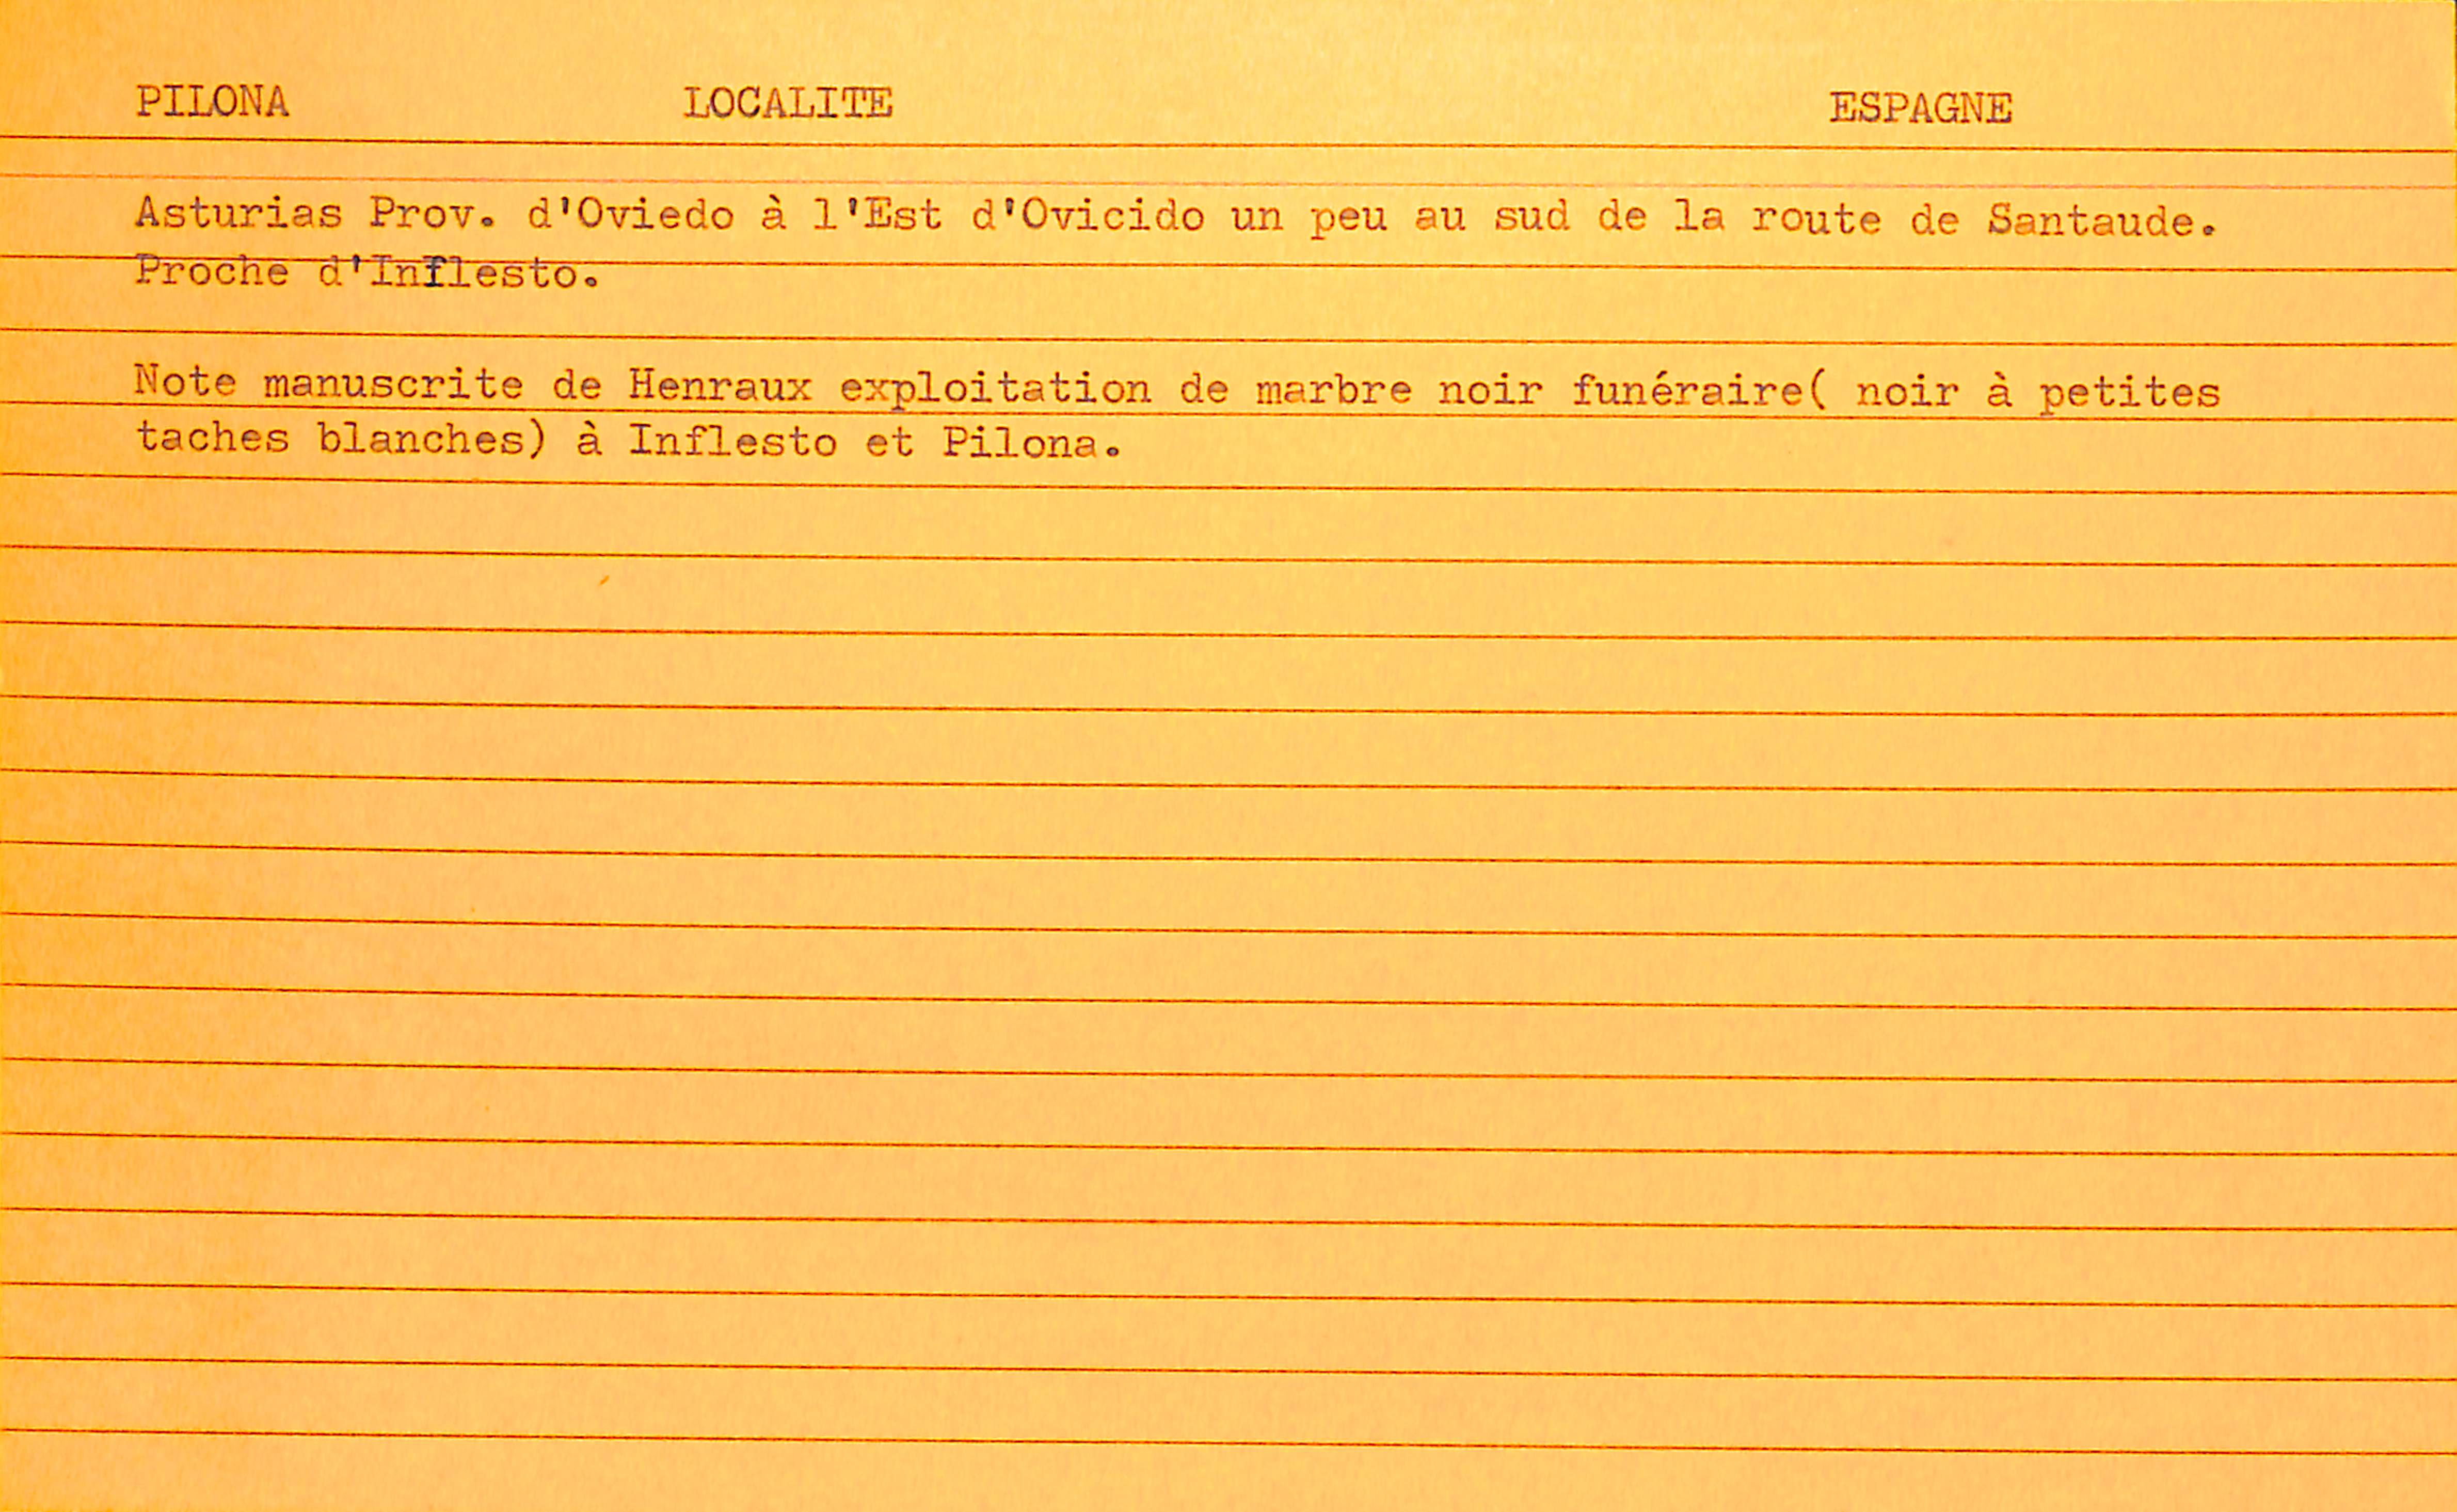 PILONA LOCALITE ESPAGNE
Asturias Prov. d'Oviedo à l'Est d'Ovicido un peu au sud de la route de Santaude.
Proche d'Inflesto.
Note manuscrite de Henraux exploitation de marbre noir funéraire( noir à petites
taches blanches) à Inflesto et Pilona.